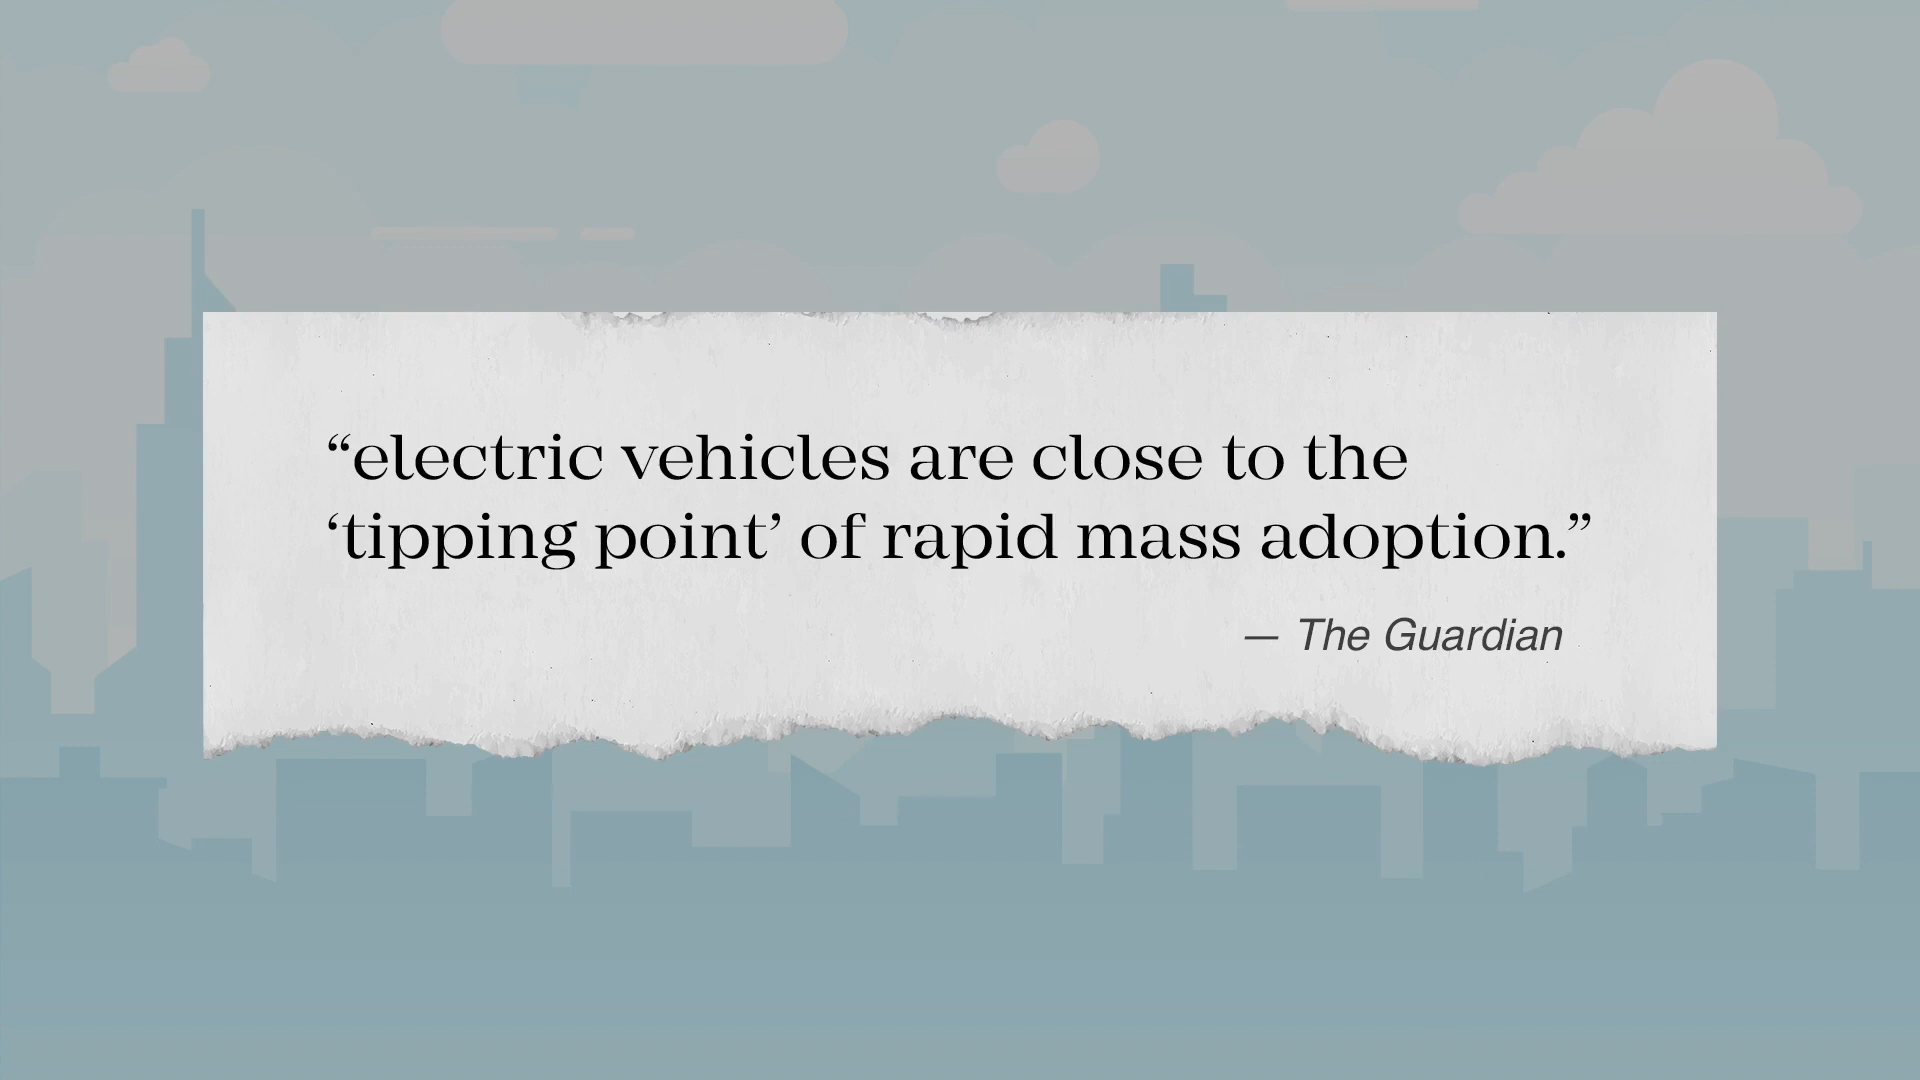 “electric vehicles are close to the
‘tipping point’ of rapid mass adoption.”
— The Guardian